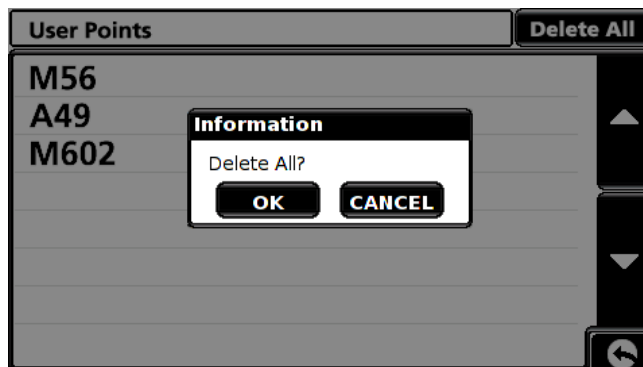 User Points
Delete All
M56
A49
M602
Information
Delete All?
OK
CANCEL